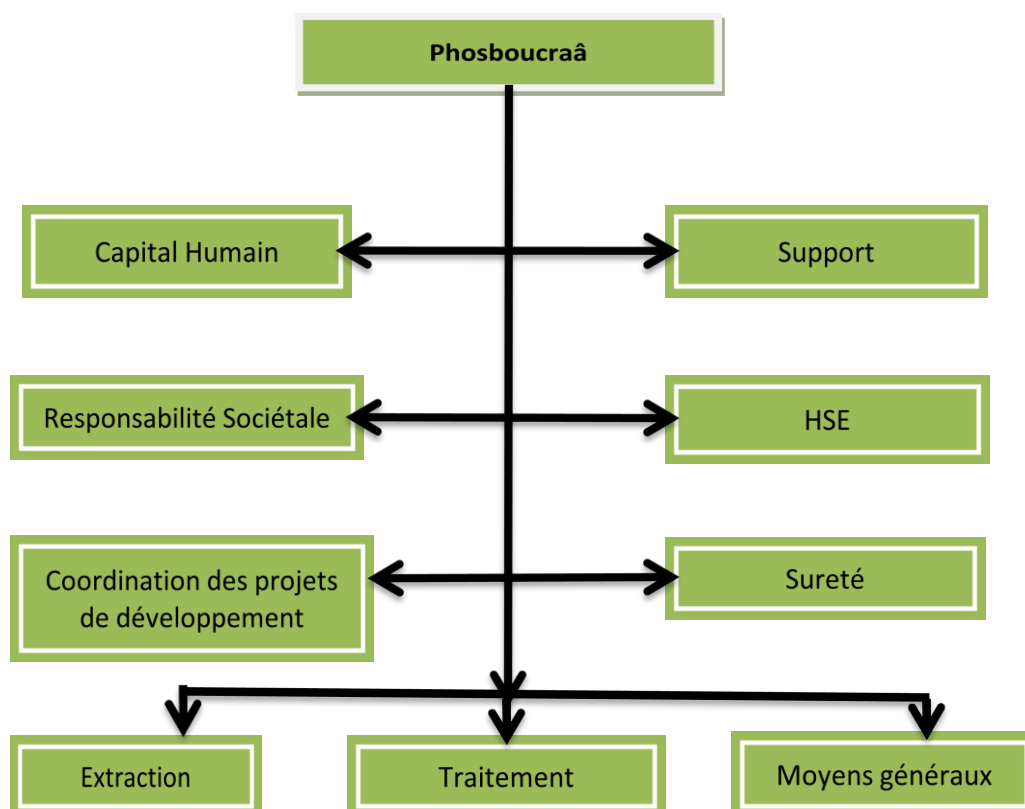 Phosboucraâ
Capital Humain
Support
Responsabilité Sociétale
HSE
Coordination des projets
de développement
Sureté
Extraction
Traitement
Moyens généraux